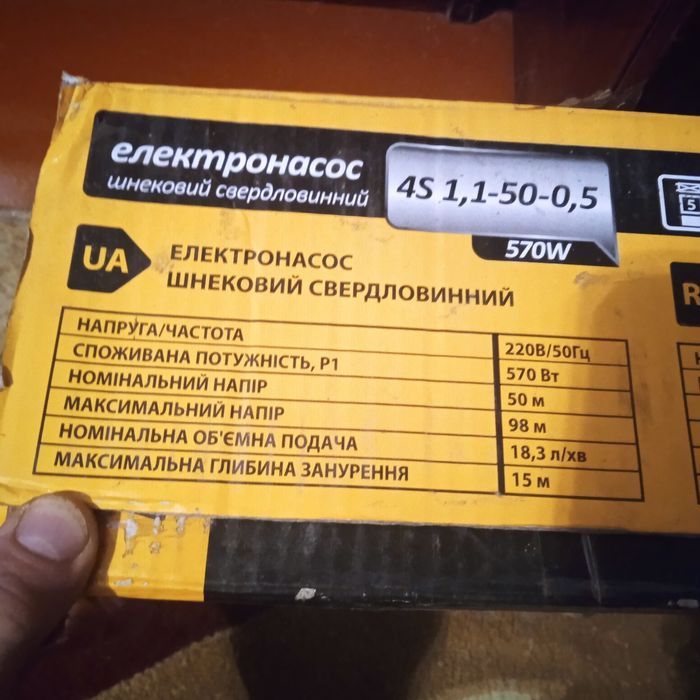 електронасос
шнековий свердловинний
4S 1,1-50-0,5
570W
5
UA
ЕЛЕКТРОНАСОС
ШНЕКОВИЙ СВЕРДЛОВИННИЙ
R
НАПРУГА/ЧАСТОТА 220В/50Гц
СПОЖИВАНА ПОТУЖНІСТЬ, P1 570 Вт
НОМІНАЛЬНИЙ НАПІР 50 м
МАКСИМАЛЬНИЙ НАПІР 98 м
НОМІНАЛЬНА ОБ'ЄМНА ПОДАЧА 18,3 л/хв
МАКСИМАЛЬНА ГЛИБИНА ЗАНУРЕННЯ 15 м